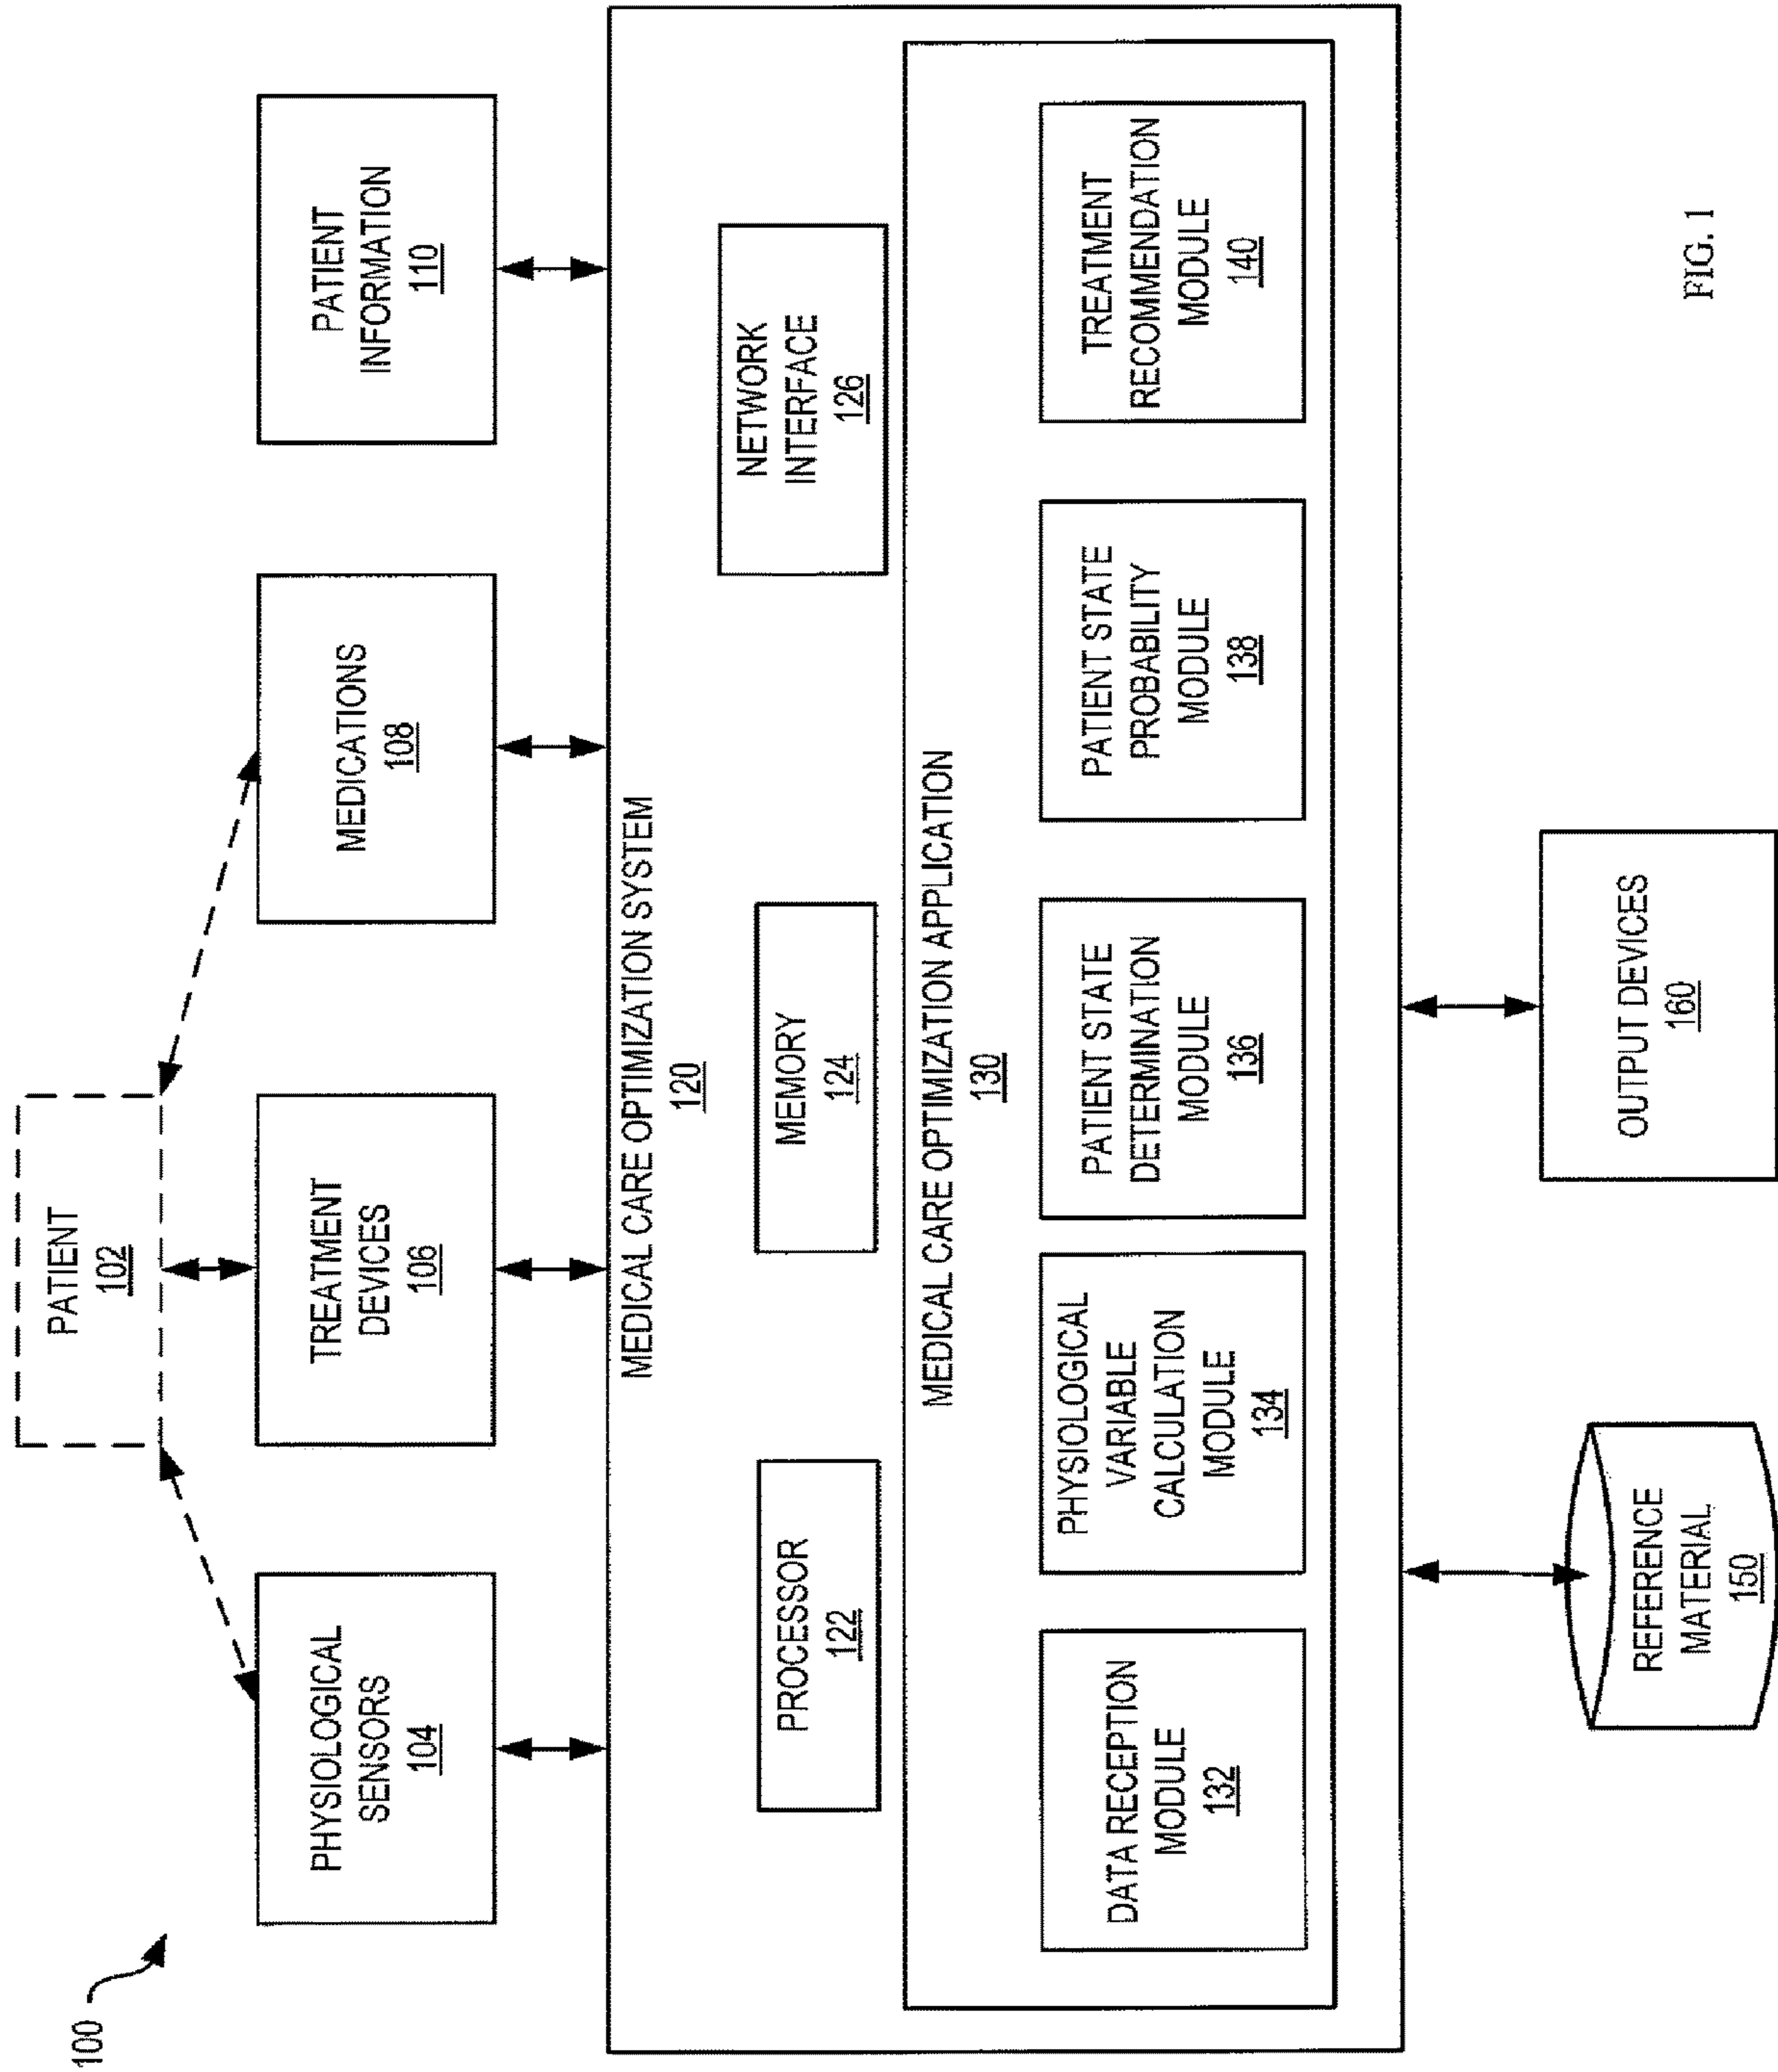 100
PATIENT
102
PHYSIOLOGICAL
SENSORS
104
TREATMENT
DEVICES
106
MEDICATIONS
108
PATIENT
INFORMATION
110
MEDICAL CARE OPTIMIZATION SYSTEM
120
PROCESSOR
122
MEMORY
124
NETWORK
INTERFACE
126
MEDICAL CARE OPTIMIZATION APPLICATION
130
DATA RECEPTION
MODULE
132
PHYSIOLOGICAL
VARIABLE
CALCULATION
MODULE
134
PATIENT STATE
DETERMINATION
MODULE
136
PATIENT STATE
PROBABILITY
MODULE
138
TREATMENT
RECOMMENDATION
MODULE
140
REFERENCE
MATERIAL
150
OUTPUT DEVICES
160
FIG. 1